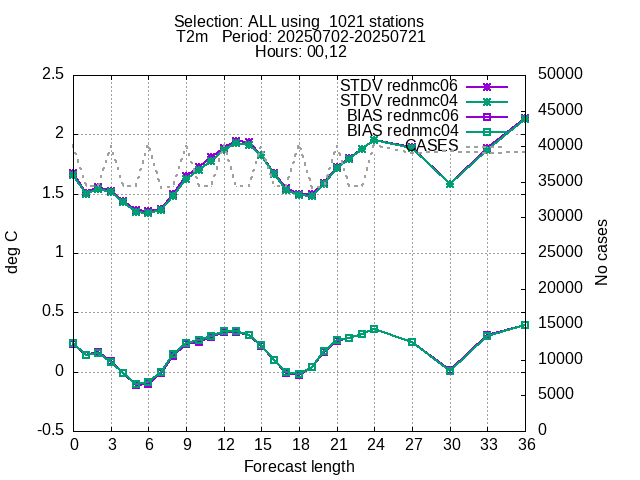 Selection: ALL using  1021 stations
T2m   Period: 20250702-20250721
Hours: 00,12
2.5
2
1.5
1
0.5
0
-0.5
deg C
50000
45000
40000
35000
30000
25000
20000
15000
10000
5000
0
No cases
STDV rednmc06
STDV rednmc04
BIAS rednmc06
BIAS rednmc04
CASES
0 3 6 9 12 15 18 21 24 27 30 33 36
Forecast length